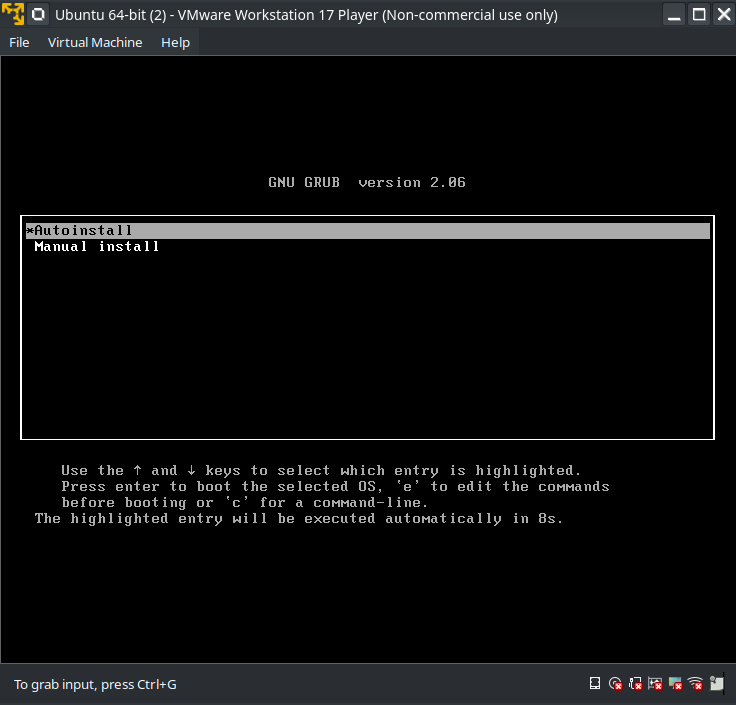 Ubuntu 64-bit (2) - VMware Workstation 17 Player (Non-commercial use only)
File Virtual Machine Help
GNU GRUB version 2.06
*Autoinstall
Manual install
Use the ↑ and ↓ keys to select which entry is highlighted.
Press enter to boot the selected OS, `e' to edit the commands
before booting or `c' for a command-line.
The highlighted entry will be executed automatically in 8s.
To grab input, press Ctrl+G